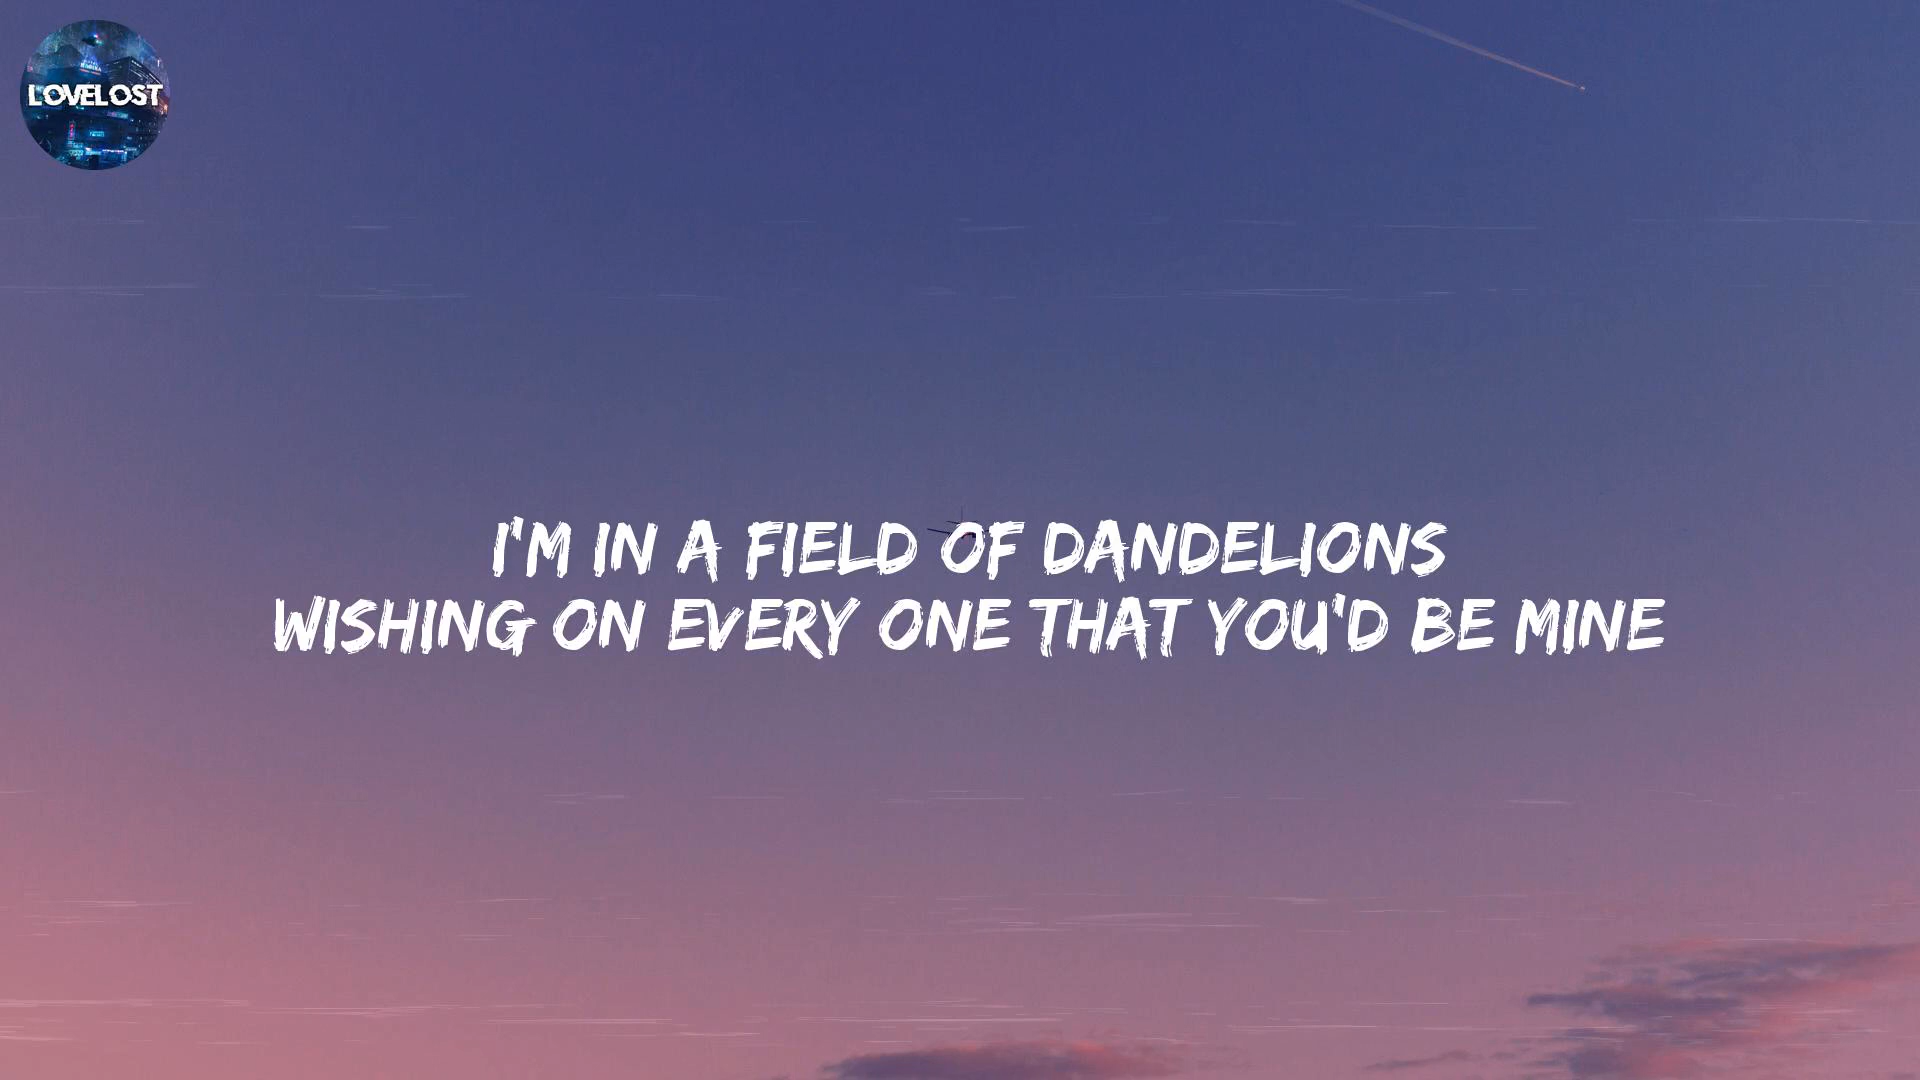 LOVELOST
I'M IN A FIELD OF DANDELIONS
WISHING ON EVERY ONE THAT YOU'D BE MINE